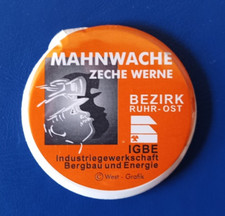 MAHNWACHE
ZECHE WERNE
BEZIRK
RUHR-OST
IGBE
Industriegewerkschaft
Bergbau und Energie
© West - Grafik